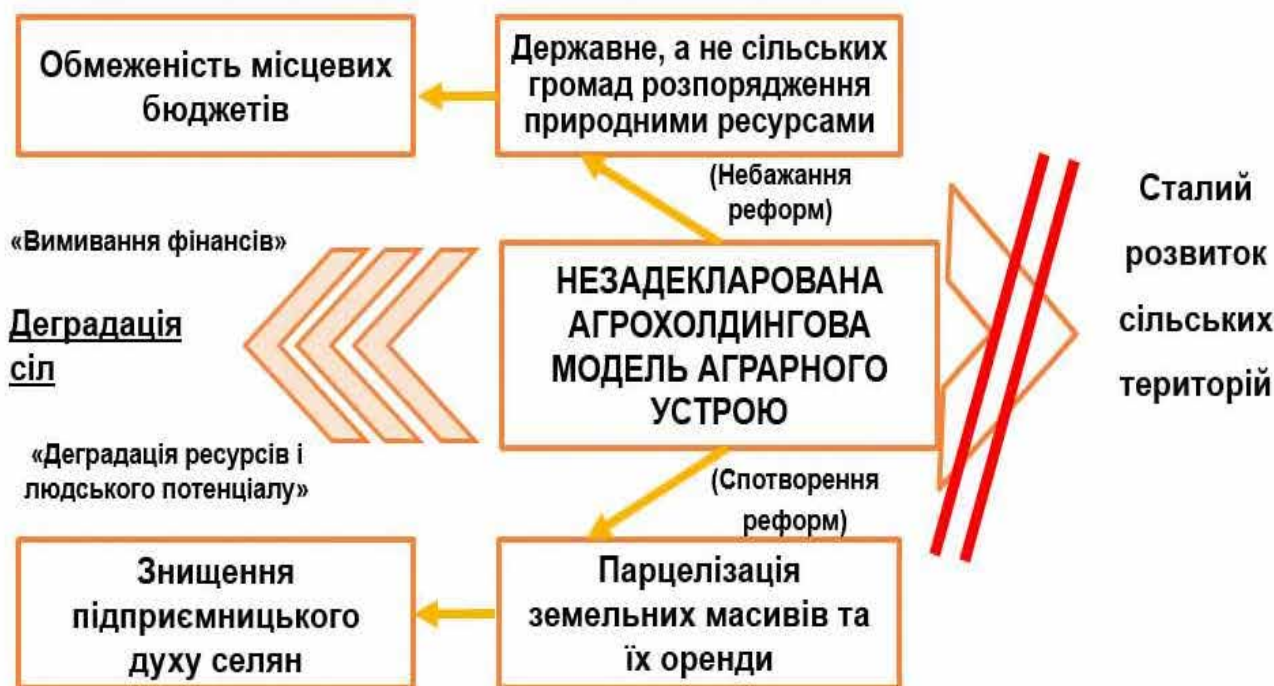 Обмеженість місцевих
бюджетів
Державне, а не сільських
громад розпорядження
природними ресурсами
(Небажання
реформ)
«Вимивання фінансів»
Деградація
сіл
«Деградація ресурсів і
людського потенціалу»
НЕЗАДЕКЛАРОВАНА
АГРОХОЛДИНГОВА
МОДЕЛЬ АГРАРНОГО
УСТРОЮ
Сталий
розвиток
сільських
територій
(Спотворення
реформ)
Знищення
підприємницького
духу селян
Парцелізація
земельних масивів та
їх оренди